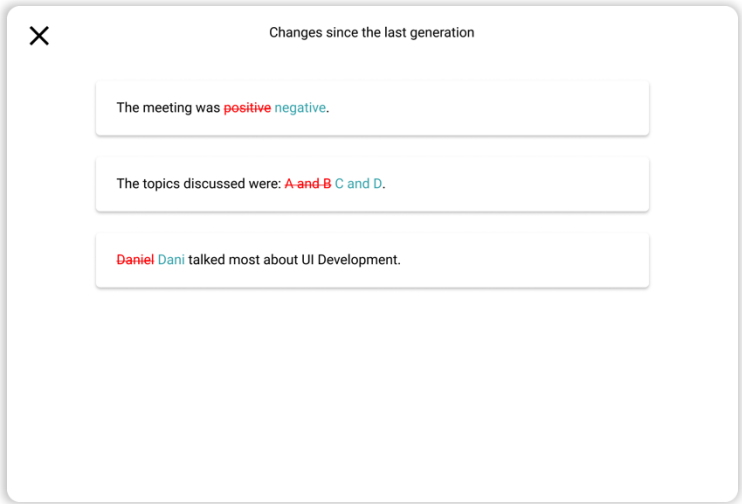 Changes since the last generation
The meeting was positive negative.
The topics discussed were: A and B C and D.
Daniel Dani talked most about UI Development.